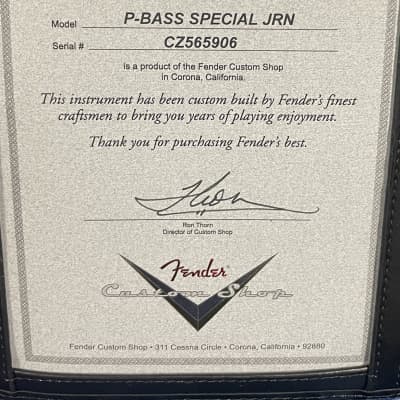 Model P-BASS SPECIAL JRN
Serial # CZ565906
is a product of the Fender Custom Shop
in Corona, California.
This instrument has been custom built by Fender's finest
craftsmen to bring you years of playing enjoyment.
Thank you for purchasing Fender's best.
Ron Thorn
Director of Custom Shop
Fender
Custom Shop
Fender Custom Shop • 311 Cessna Circle • Corona, California • 92880